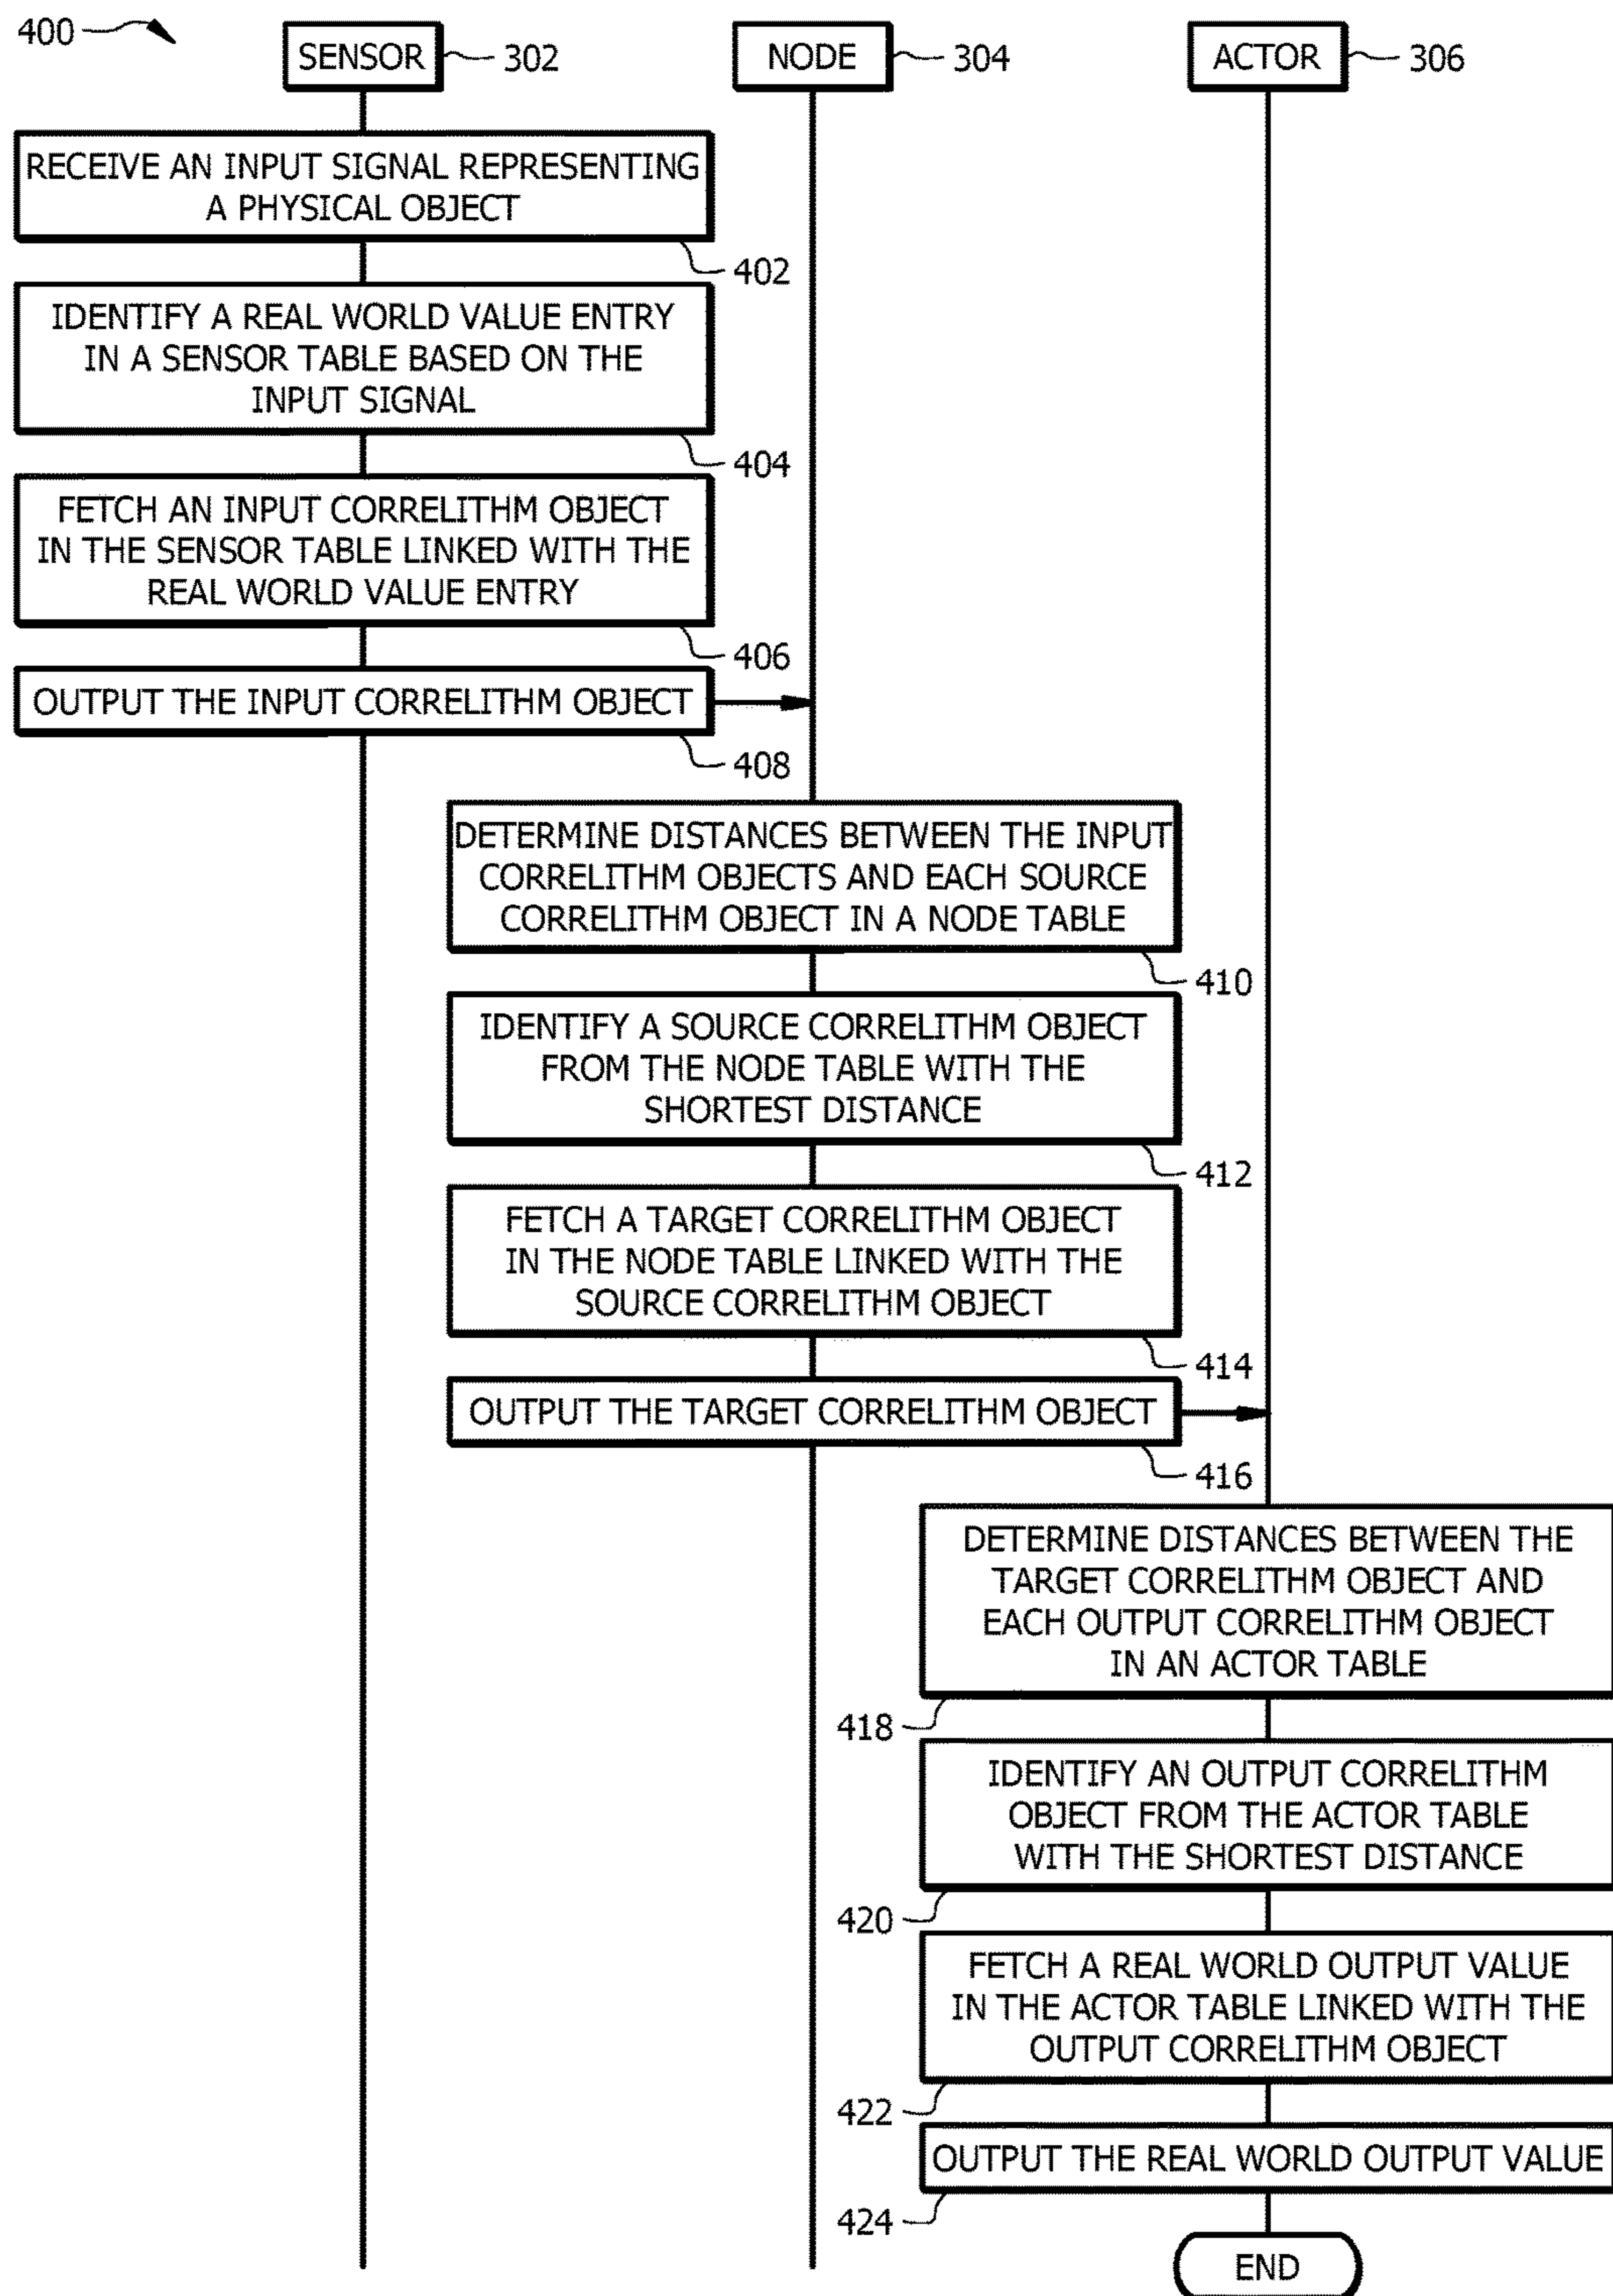 400
SENSOR
302
NODE
304
ACTOR
306
RECEIVE AN INPUT SIGNAL REPRESENTING
A PHYSICAL OBJECT
402
IDENTIFY A REAL WORLD VALUE ENTRY
IN A SENSOR TABLE BASED ON THE
INPUT SIGNAL
404
FETCH AN INPUT CORRELITHM OBJECT
IN THE SENSOR TABLE LINKED WITH THE
REAL WORLD VALUE ENTRY
406
OUTPUT THE INPUT CORRELITHM OBJECT
408
DETERMINE DISTANCES BETWEEN THE INPUT
CORRELITHM OBJECTS AND EACH SOURCE
CORRELITHM OBJECT IN A NODE TABLE
410
IDENTIFY A SOURCE CORRELITHM OBJECT
FROM THE NODE TABLE WITH THE
SHORTEST DISTANCE
412
FETCH A TARGET CORRELITHM OBJECT
IN THE NODE TABLE LINKED WITH THE
SOURCE CORRELITHM OBJECT
414
OUTPUT THE TARGET CORRELITHM OBJECT
416
DETERMINE DISTANCES BETWEEN THE
TARGET CORRELITHM OBJECT AND
EACH OUTPUT CORRELITHM OBJECT
IN AN ACTOR TABLE
418
IDENTIFY AN OUTPUT CORRELITHM
OBJECT FROM THE ACTOR TABLE
WITH THE SHORTEST DISTANCE
420
FETCH A REAL WORLD OUTPUT VALUE
IN THE ACTOR TABLE LINKED WITH THE
OUTPUT CORRELITHM OBJECT
422
OUTPUT THE REAL WORLD OUTPUT VALUE
424
END